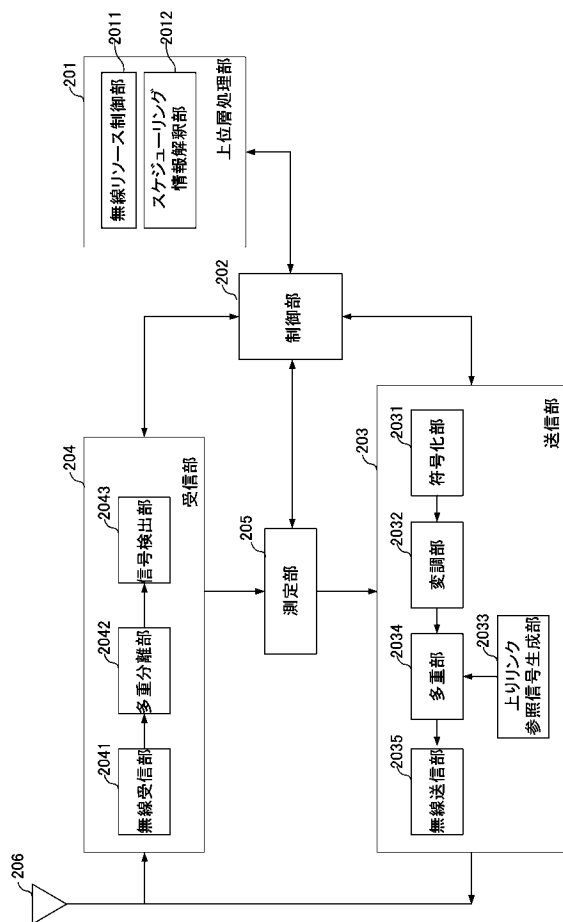 201
2011
無線リソース制御部
2012
スケジューリング
情報解釈部
上位層処理部
202
制御部
204
2041
無線受信部
2042
多重分離部
2043
信号検出部
受信部
205
測定部
203
2031
符号化部
2032
変調部
2034
多重部
2033
上りリンク
参照信号生成部
2035
無線送信部
送信部
206